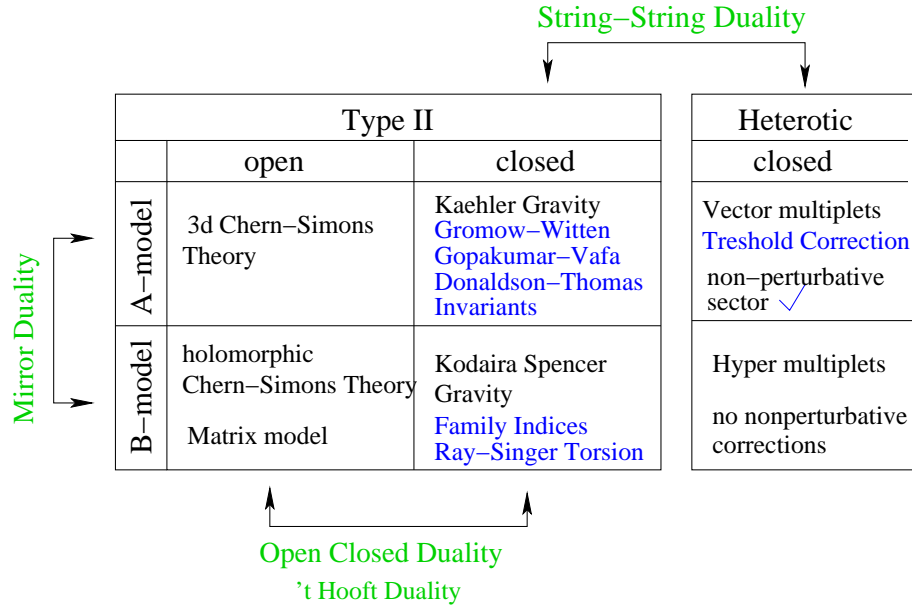 String–String Duality
Type II
Heterotic
open
closed
closed
A–model
3d Chern–Simons
Theory
Kaehler Gravity
Gromow–Witten
Gopakumar–Vafa
Donaldson–Thomas
Invariants
Vector multiplets
Treshold Correction
non–perturbative
sector
Mirror Duality
B–model
holomorphic
Chern–Simons Theory
Matrix model
Kodaira Spencer
Gravity
Family Indices
Ray–Singer Torsion
Hyper multiplets
no nonperturbative
corrections
Open Closed Duality
’t Hooft Duality